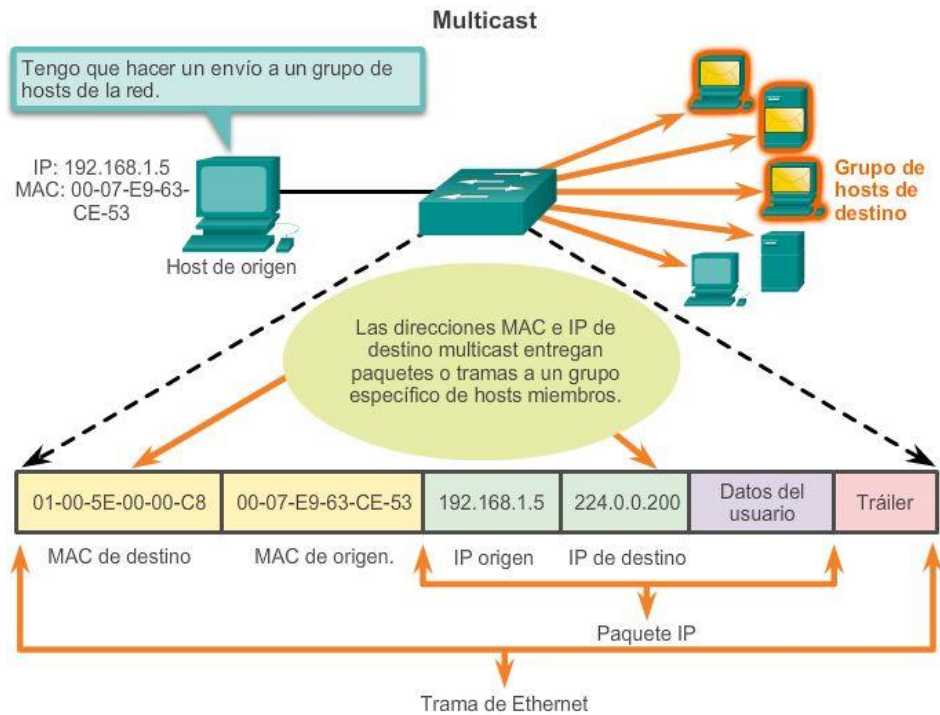 Multicast
Tengo que hacer un envío a un grupo de
hosts de la red.
IP: 192.168.1.5
MAC: 00-07-E9-63-
CE-53
Host de origen
Grupo de
hosts de
destino
Las direcciones MAC e IP de
destino multicast entregan
paquetes o tramas a un grupo
específico de hosts miembros.
01-00-5E-00-00-C8
00-07-E9-63-CE-53
192.168.1.5
224.0.0.200
Datos del
usuario
Tráiler
MAC de destino
MAC de origen.
IP origen
IP de destino
Paquete IP
Trama de Ethernet